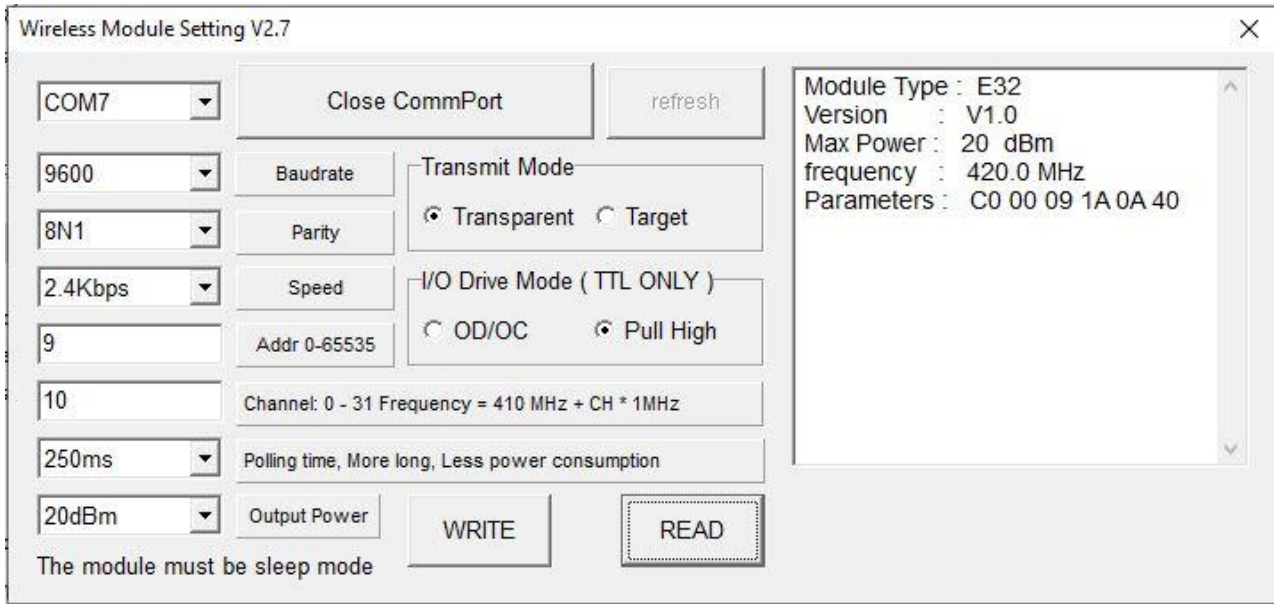 Wireless Module Setting V2.7
COM7
Close CommPort
refresh
9600
Baudrate
Transmit Mode
Transparent
Target
8N1
Parity
2.4Kbps
Speed
I/O Drive Mode ( TTL ONLY )
OD/OC
Pull High
9
Addr 0-65535
10
Channel: 0 - 31 Frequency = 410 MHz + CH * 1MHz
250ms
Polling time, More long, Less power consumption
20dBm
Output Power
WRITE
READ
The module must be sleep mode
Module Type : E32
Version : V1.0
Max Power : 20 dBm
frequency : 420.0 MHz
Parameters : C0 00 09 1A 0A 40